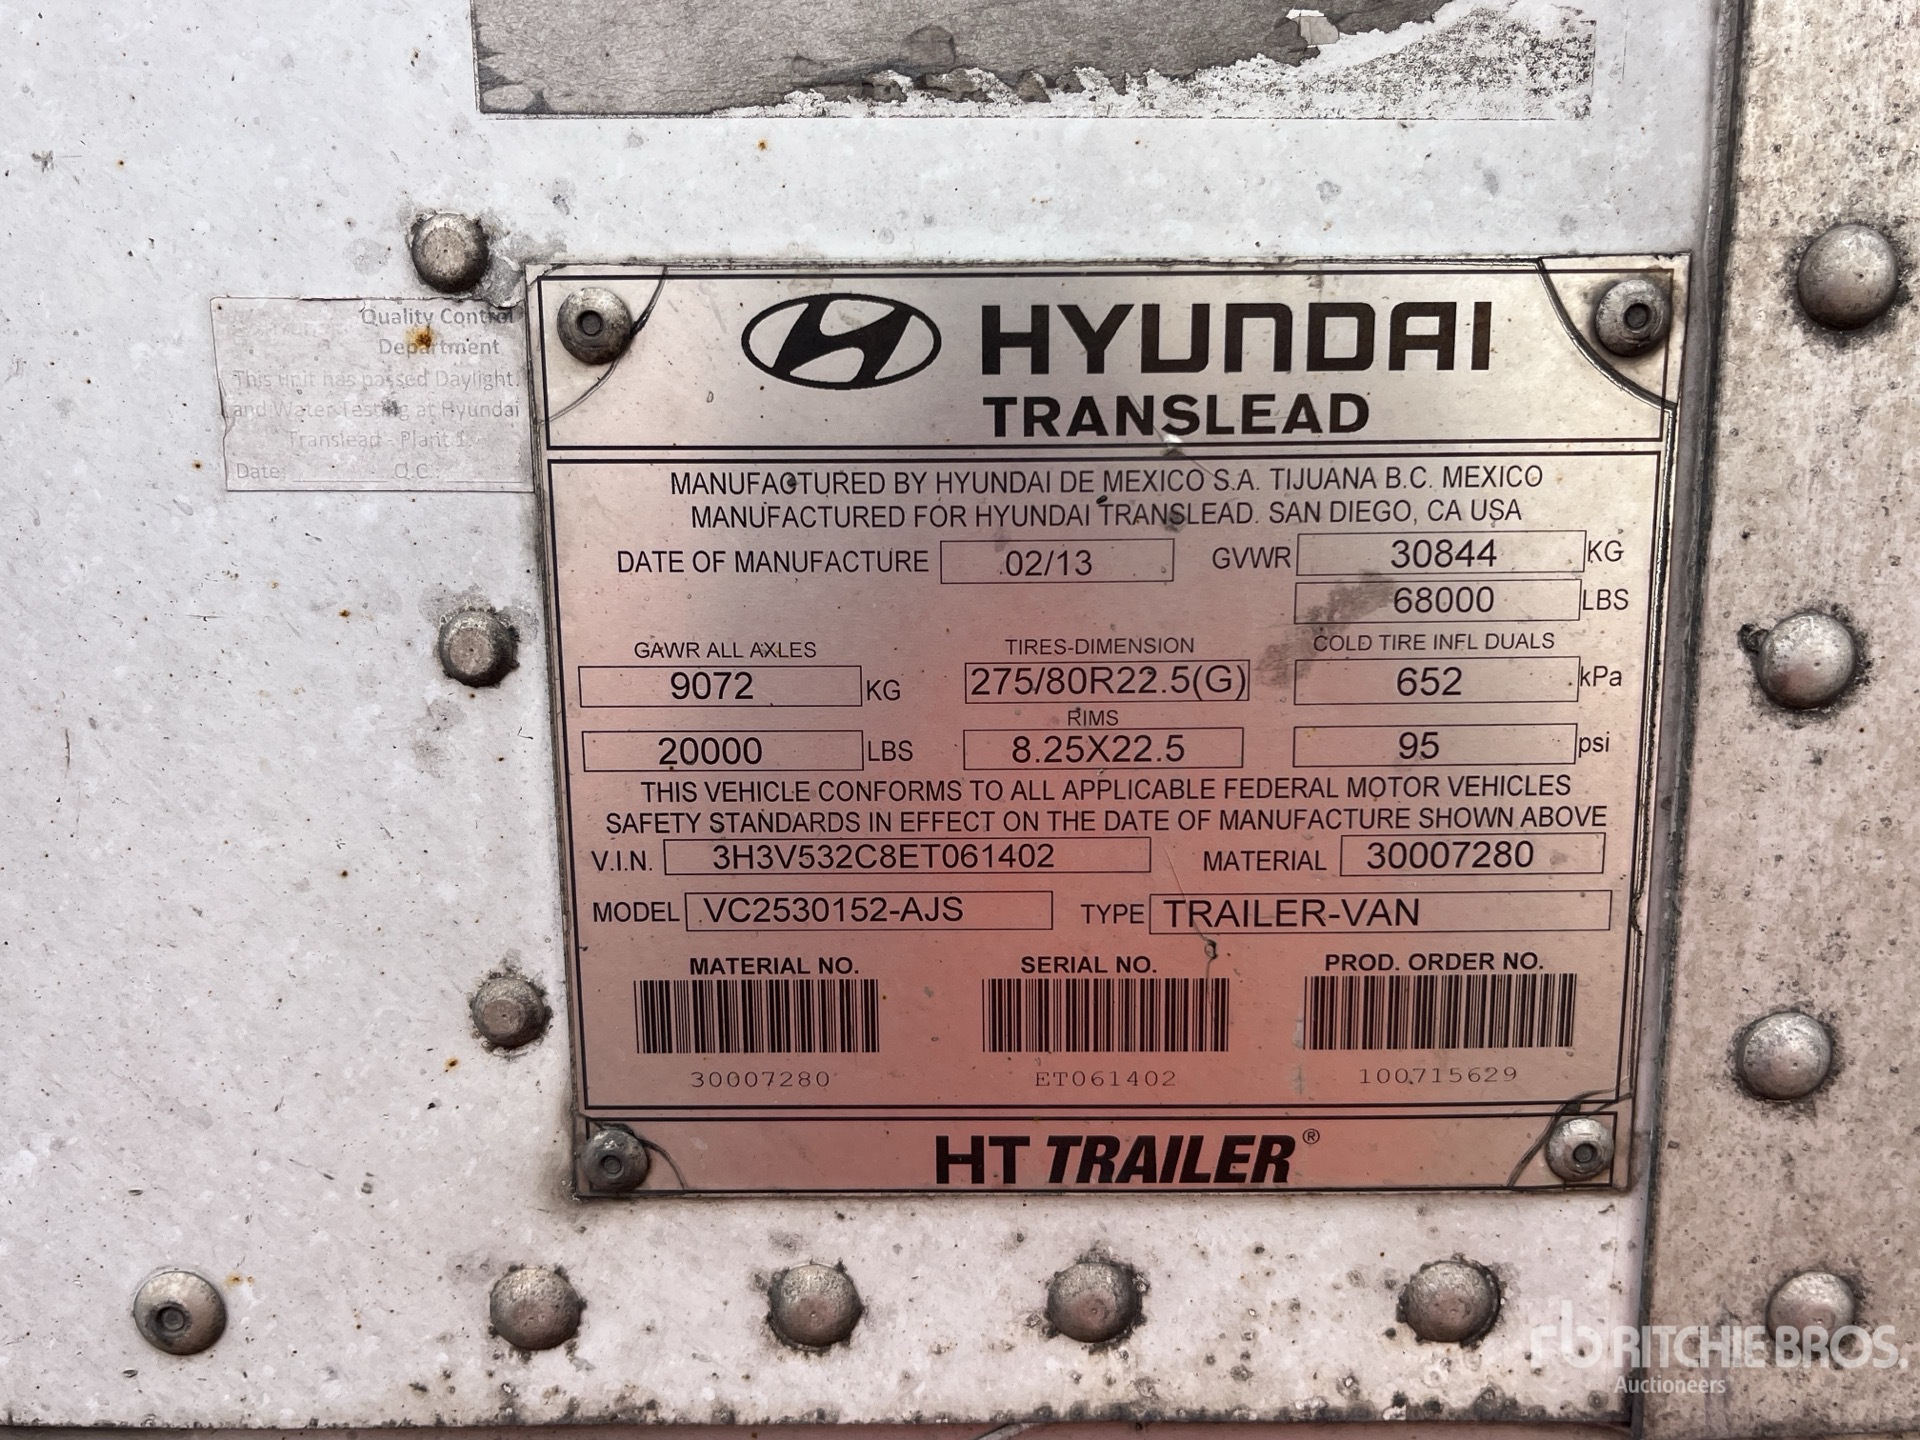 Quality Control
Department
This unit has passed Daylight,
and Water Testing at Hyundai
Translead - Plant 1.
Date: Q.C.
HYUNDAI
TRANSLEAD
MANUFACTURED BY HYUNDAI DE MEXICO S.A. TIJUANA B.C. MEXICO
MANUFACTURED FOR HYUNDAI TRANSLEAD. SAN DIEGO, CA USA
DATE OF MANUFACTURE 02/13 GVWR 30844 KG
68000 LBS
GAWR ALL AXLES TIRES-DIMENSION COLD TIRE INFL DUALS
9072 KG 275/80R22.5(G) 652 kPa
RIMS
20000 LBS 8.25X22.5 95 psi
THIS VEHICLE CONFORMS TO ALL APPLICABLE FEDERAL MOTOR VEHICLES
SAFETY STANDARDS IN EFFECT ON THE DATE OF MANUFACTURE SHOWN ABOVE
V.I.N. 3H3V532C8ET061402 MATERIAL 30007280
MODEL VC2530152-AJS TYPE TRAILER-VAN
MATERIAL NO. SERIAL NO. PROD. ORDER NO.
30007280 ET061402 100715629
HT TRAILER®
rb RITCHIE BROS.
Auctioneers